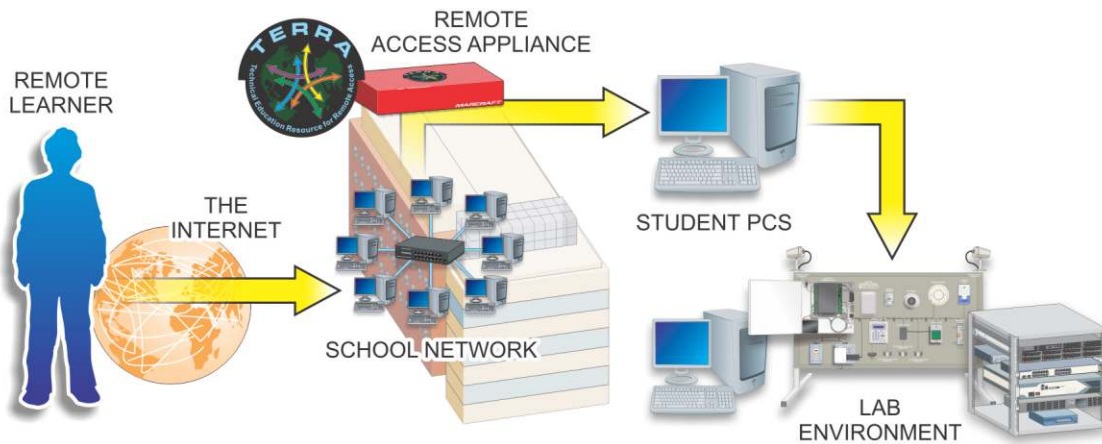 REMOTE
LEARNER
THE
INTERNET
TERRA
Technical Education Resource for Remote Access
REMOTE
ACCESS APPLIANCE
MARCRAFT
SCHOOL NETWORK
STUDENT PCS
LAB
ENVIRONMENT